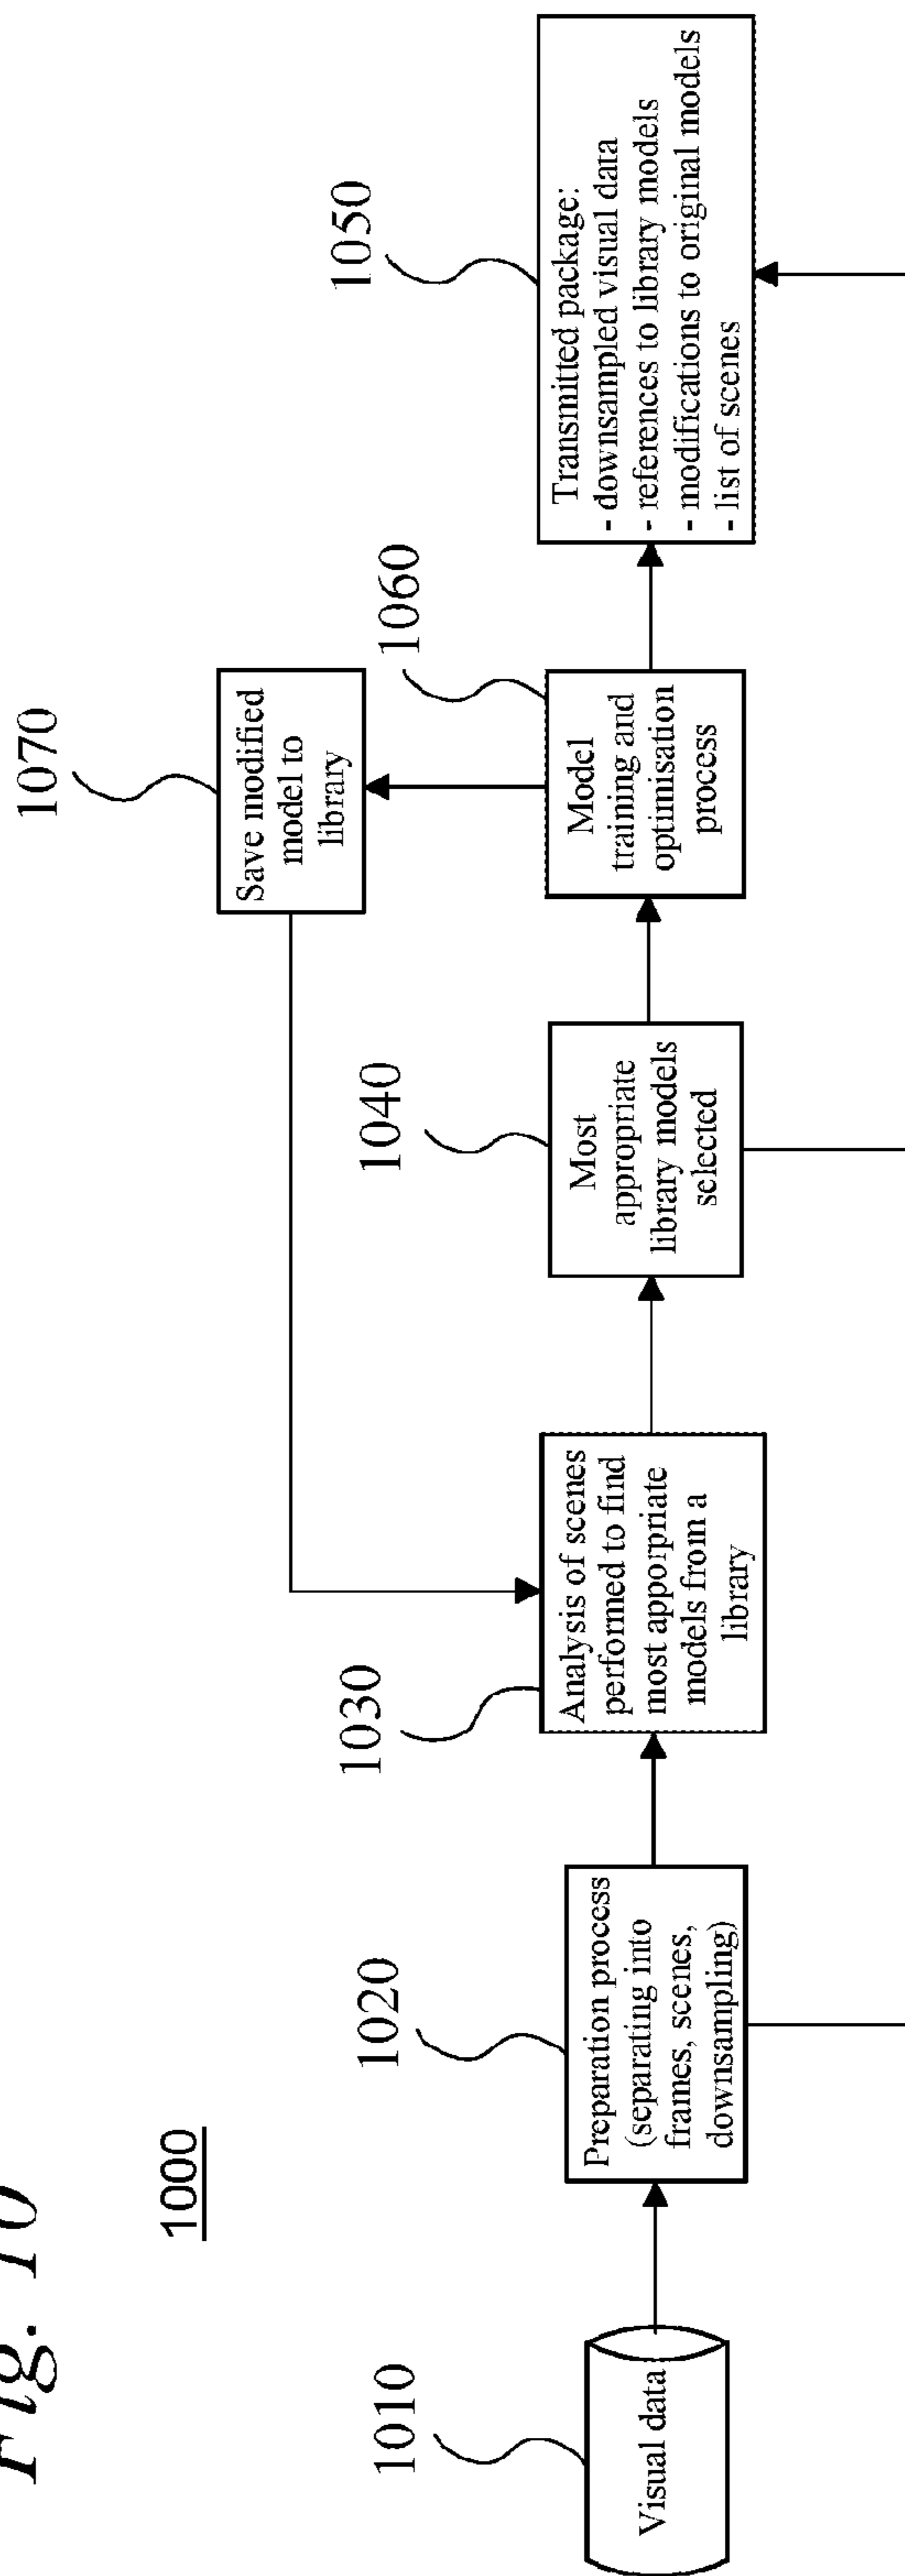 Fig. 10
1000
1010
Visual data
1020
Preparation process
(separating into
frames, scenes,
downsampling)
1030
Analysis of scenes
performed to find
most apporpriate
models from a
library
1040
Most
appropriate
library models
selected
1060
Model
training and
optimisation
process
1070
Save modified
model to
library
1050
Transmitted package:
- downsampled visual data
- references to library models
- modifications to original models
- list of scenes